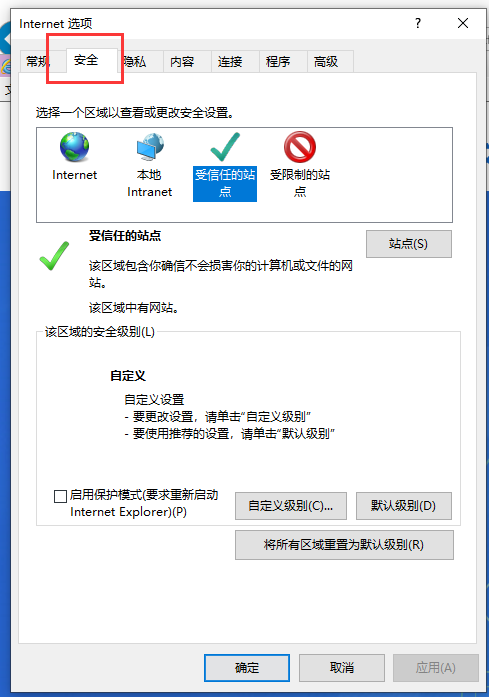 Internet 选项
?
常规 安全 隐私 内容 连接 程序 高级
选择一个区域以查看或更改安全设置。
Internet
本地
Intranet
受信任的站
点
受限制的站
点
受信任的站点
站点(S)
该区域包含你确信不会损害你的计算机或文件的网
站。
该区域中有网站。
该区域的安全级别(L)
自定义
自定义设置
- 要更改设置，请单击“自定义级别”
- 要使用推荐的设置，请单击“默认级别”
启用保护模式(要求重新启动
Internet Explorer)(P)
自定义级别(C)...
默认级别(D)
将所有区域重置为默认级别(R)
确定
取消
应用(A)